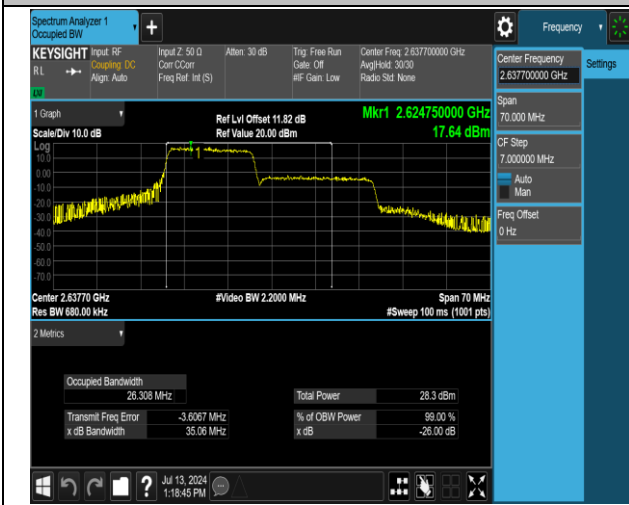 Spectrum Analyzer 1
Occupied BW
Frequency
KEYSIGHT
RL
Input: RF
Coupling: DC
Align: Auto
Input Z: 50 Ω
Corr CCorr
Freq Ref: Int (S)
Atten: 30 dB
Trig: Free Run
Gate: Off
#IF Gain: Low
Center Freq: 2.637700000 GHz
Avg|Hold: 30/30
Radio Std: None
Center Frequency
2.637700000 GHz
Settings
Span
70.000 MHz
CF Step
7.000000 MHz
Auto
Man
Freq Offset
0 Hz
1 Graph
Scale/Div 10.0 dB
Ref Lvl Offset 11.82 dB
Ref Value 20.00 dBm
Mkr1 2.624750000 GHz
17.64 dBm
Log
10.0
0.00
-10.0
-20.0
-30.0
-40.0
-50.0
-60.0
-70.0
1
Center 2.63770 GHz
Res BW 680.00 kHz
#Video BW 2.2000 MHz
Span 70 MHz
#Sweep 100 ms (1001 pts)
2 Metrics
Occupied Bandwidth
26.308 MHz
Total Power 28.3 dBm
Transmit Freq Error -3.6067 MHz
% of OBW Power 99.00 %
x dB Bandwidth 35.06 MHz
x dB -26.00 dB
Jul 13, 2024
1:18:45 PM